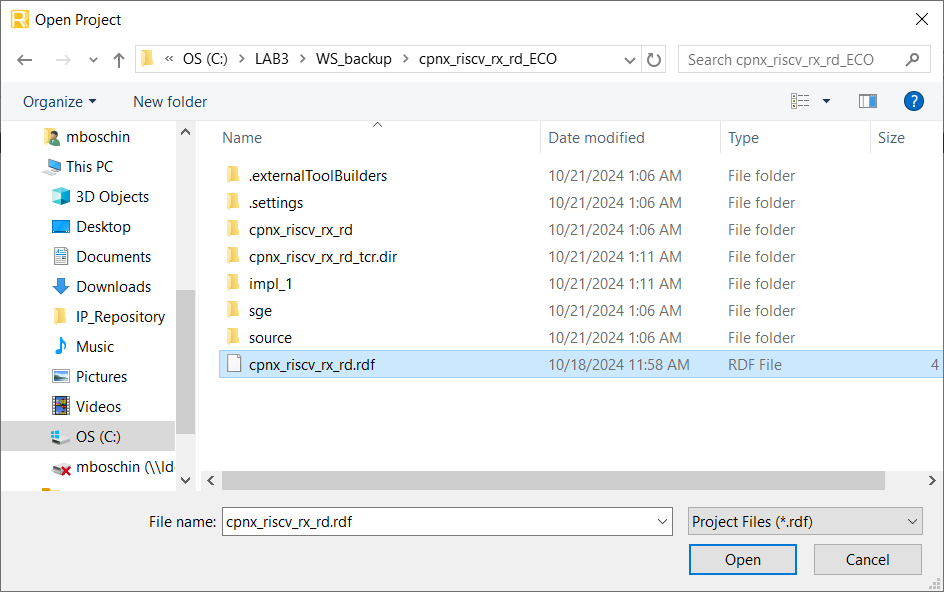 Open Project
« OS (C:) › LAB3 › WS_backup › cpnx_riscv_rx_rd_ECO
Search cpnx_riscv_rx_rd_ECO
Organize New folder ?
mboschin
This PC
3D Objects
Desktop
Documents
Downloads
IP_Repository
Music
Pictures
Videos
OS (C:)
mboschin (\\Id
Name Date modified Type Size
.externalToolBuilders 10/21/2024 1:06 AM File folder
.settings 10/21/2024 1:06 AM File folder
cpnx_riscv_rx_rd 10/21/2024 1:06 AM File folder
cpnx_riscv_rx_rd_tcr.dir 10/21/2024 1:11 AM File folder
impl_1 10/21/2024 1:11 AM File folder
sge 10/21/2024 1:06 AM File folder
source 10/21/2024 1:06 AM File folder
cpnx_riscv_rx_rd.rdf 10/18/2024 11:58 AM RDF File 4
File name: cpnx_riscv_rx_rd.rdf Project Files (*.rdf)
Open Cancel